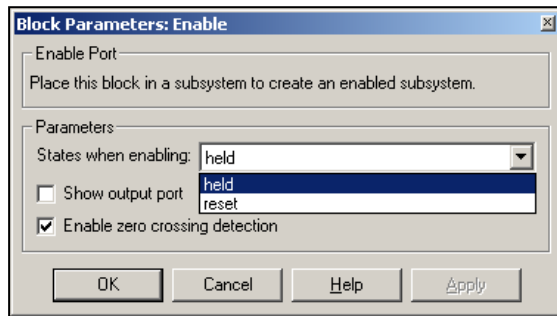 Block Parameters: Enable
Enable Port
Place this block in a subsystem to create an enabled subsystem.
Parameters
States when enabling: held
held
Show output port
reset
Enable zero crossing detection
OK Cancel Help Apply